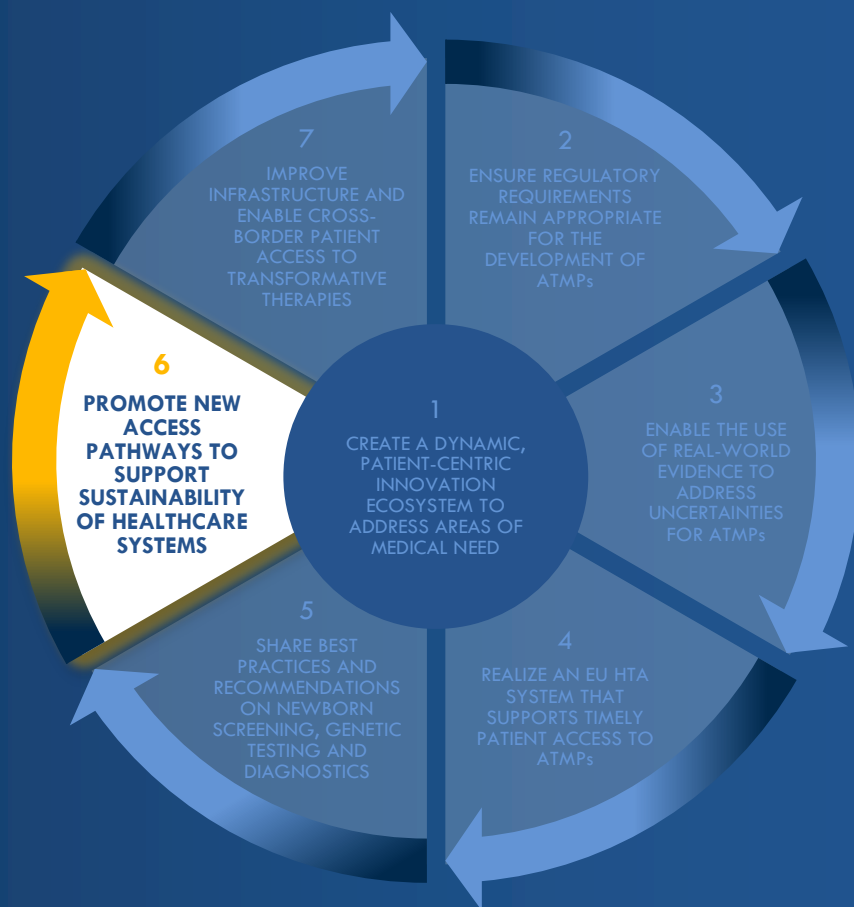 1
CREATE A DYNAMIC,
PATIENT-CENTRIC
INNOVATION
ECOSYSTEM TO
ADDRESS AREAS OF
MEDICAL NEED
2
ENSURE REGULATORY
REQUIREMENTS
REMAIN APPROPRIATE
FOR THE
DEVELOPMENT OF
ATMPs
3
ENABLE THE USE
OF REAL-WORLD
EVIDENCE TO
ADDRESS
UNCERTAINTIES
FOR ATMPs
4
REALIZE AN EU HTA
SYSTEM THAT
SUPPORTS TIMELY
PATIENT ACCESS TO
ATMPs
5
SHARE BEST
PRACTICES AND
RECOMMENDATIONS
ON NEWBORN
SCREENING, GENETIC
TESTING AND
DIAGNOSTICS
6
PROMOTE NEW
ACCESS
PATHWAYS TO
SUPPORT
SUSTAINABILITY
OF HEALTHCARE
SYSTEMS
7
IMPROVE
INFRASTRUCTURE AND
ENABLE CROSS-
BORDER PATIENT
ACCESS TO
TRANSFORMATIVE
THERAPIES